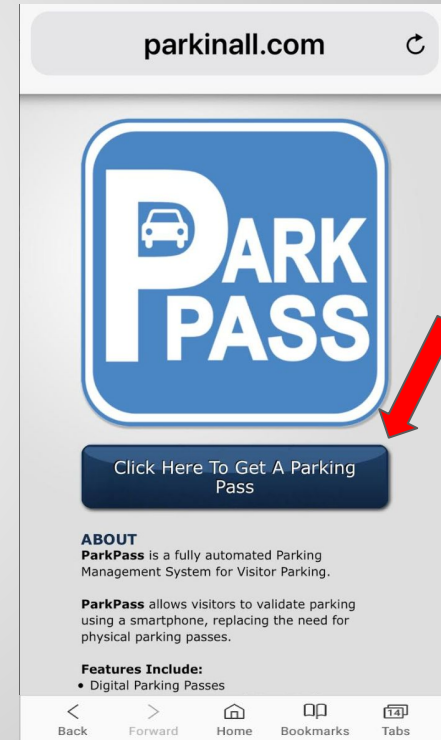 parkinall.com
PARK
PASS
Click Here To Get A Parking
Pass
ABOUT
ParkPass is a fully automated Parking
Management System for Visitor Parking.
ParkPass allows visitors to validate parking
using a smartphone, replacing the need for
physical parking passes.
Features Include:
• Digital Parking Passes
Back Forward Home Bookmarks 14 Tabs